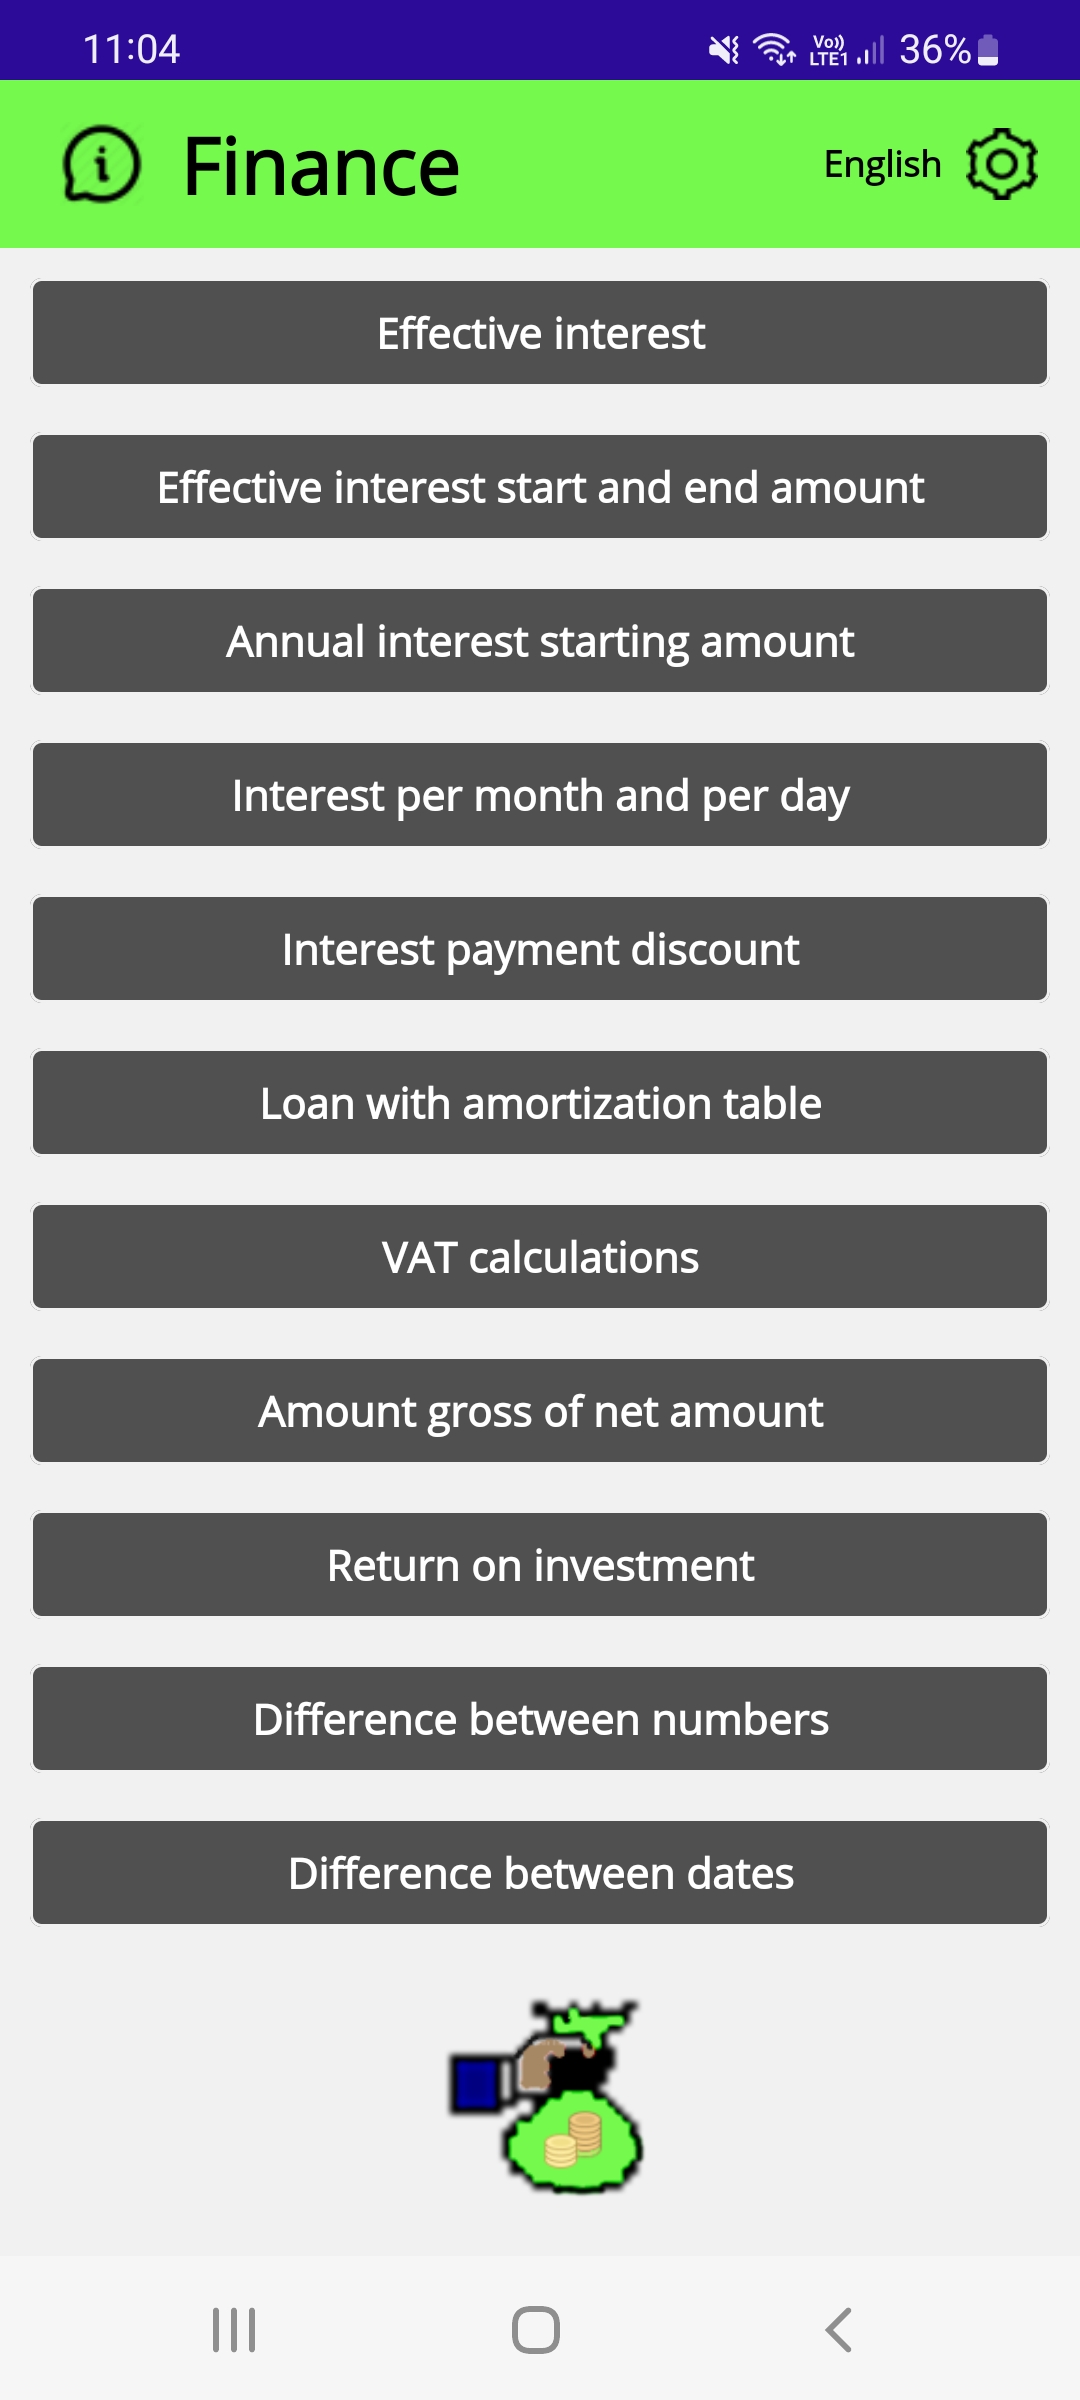 11:04
Vo)) LTE1 36%
Finance
English
Effective interest
Effective interest start and end amount
Annual interest starting amount
Interest per month and per day
Interest payment discount
Loan with amortization table
VAT calculations
Amount gross of net amount
Return on investment
Difference between numbers
Difference between dates